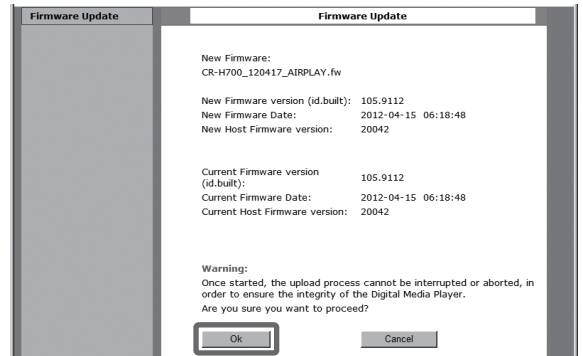 Firmware Update
Firmware Update
New Firmware:
CR-H700_120417_AIRPLAY.fw
New Firmware version (id.built): 105.9112
New Firmware Date: 2012-04-15 06:18:48
New Host Firmware version: 20042
Current Firmware version
(id.built): 105.9112
Current Firmware Date: 2012-04-15 06:18:48
Current Host Firmware version: 20042
Warning:
Once started, the upload process cannot be interrupted or aborted, in
order to ensure the integrity of the Digital Media Player.
Are you sure you want to proceed?
Ok Cancel